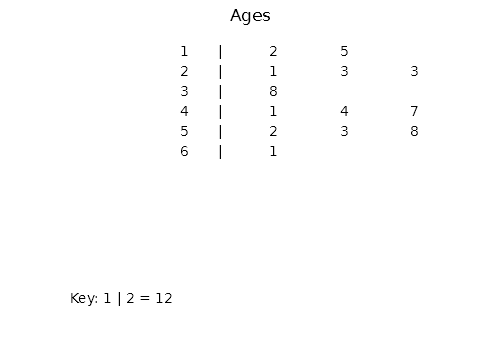 Ages
1 | 2 5
2 | 1 3 3
3 | 8
4 | 1 4 7
5 | 2 3 8
6 | 1
Key: 1 | 2 = 12